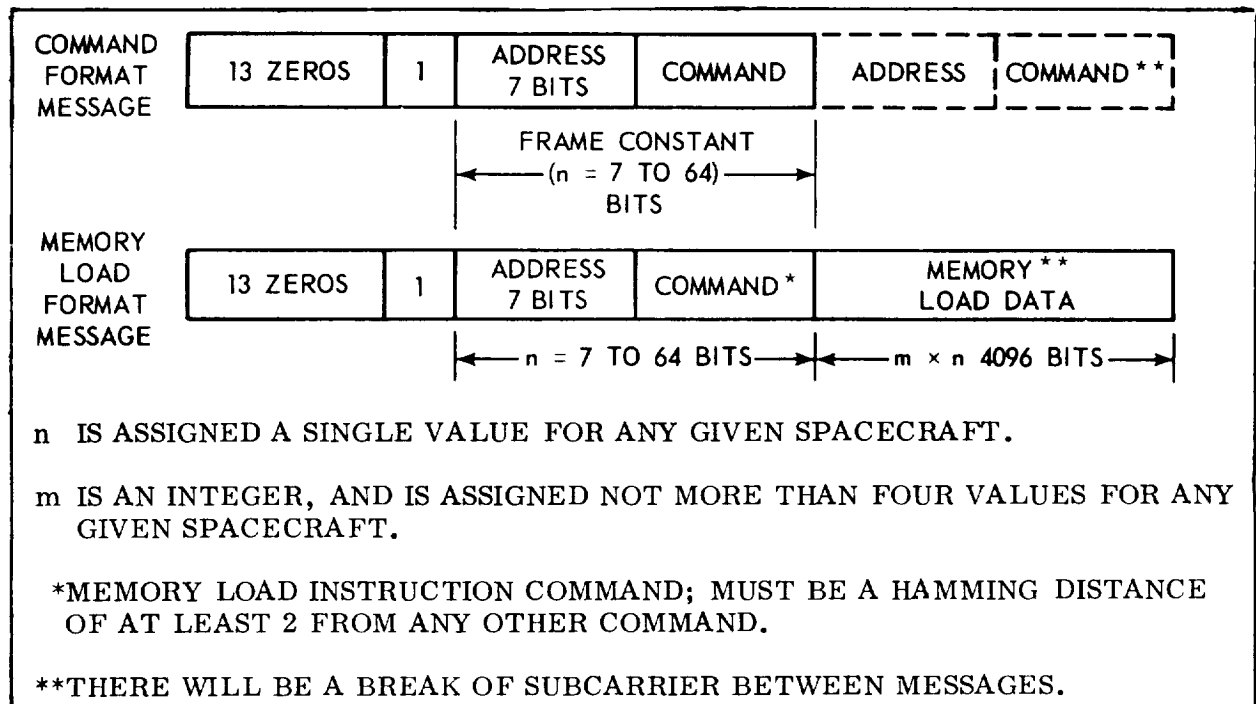 COMMAND FORMAT MESSAGE
13 ZEROS 1 ADDRESS 7 BITS COMMAND ADDRESS COMMAND**
FRAME CONSTANT
(n = 7 TO 64)
BITS
MEMORY LOAD FORMAT MESSAGE
13 ZEROS 1 ADDRESS 7 BITS COMMAND* MEMORY** LOAD DATA
n = 7 TO 64 BITS m × n 4096 BITS
n IS ASSIGNED A SINGLE VALUE FOR ANY GIVEN SPACECRAFT.
m IS AN INTEGER, AND IS ASSIGNED NOT MORE THAN FOUR VALUES FOR ANY
GIVEN SPACECRAFT.
*MEMORY LOAD INSTRUCTION COMMAND; MUST BE A HAMMING DISTANCE
OF AT LEAST 2 FROM ANY OTHER COMMAND.
**THERE WILL BE A BREAK OF SUBCARRIER BETWEEN MESSAGES.